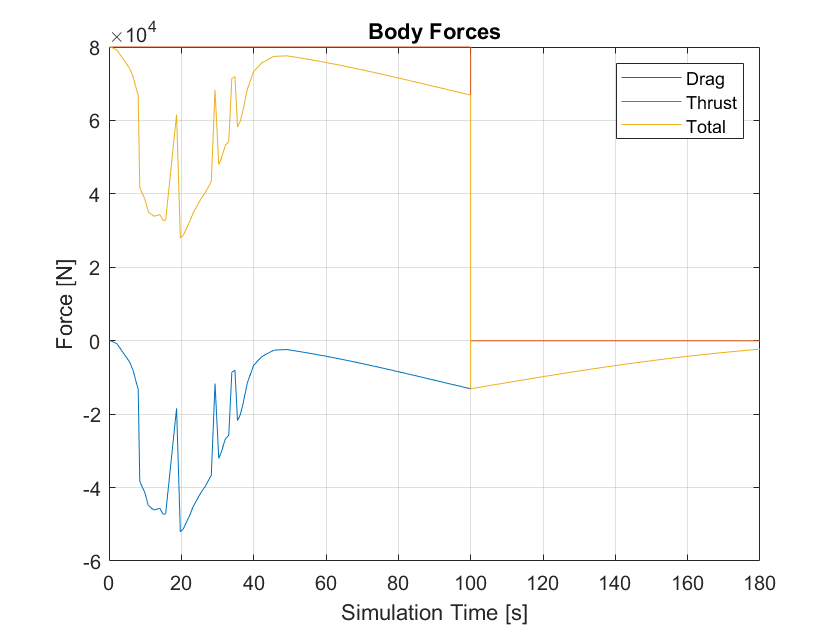 Body Forces
×10⁴
8
6
4
2
0
-2
-4
-6
Force [N]
0 20 40 60 80 100 120 140 160 180
Simulation Time [s]
Drag
Thrust
Total